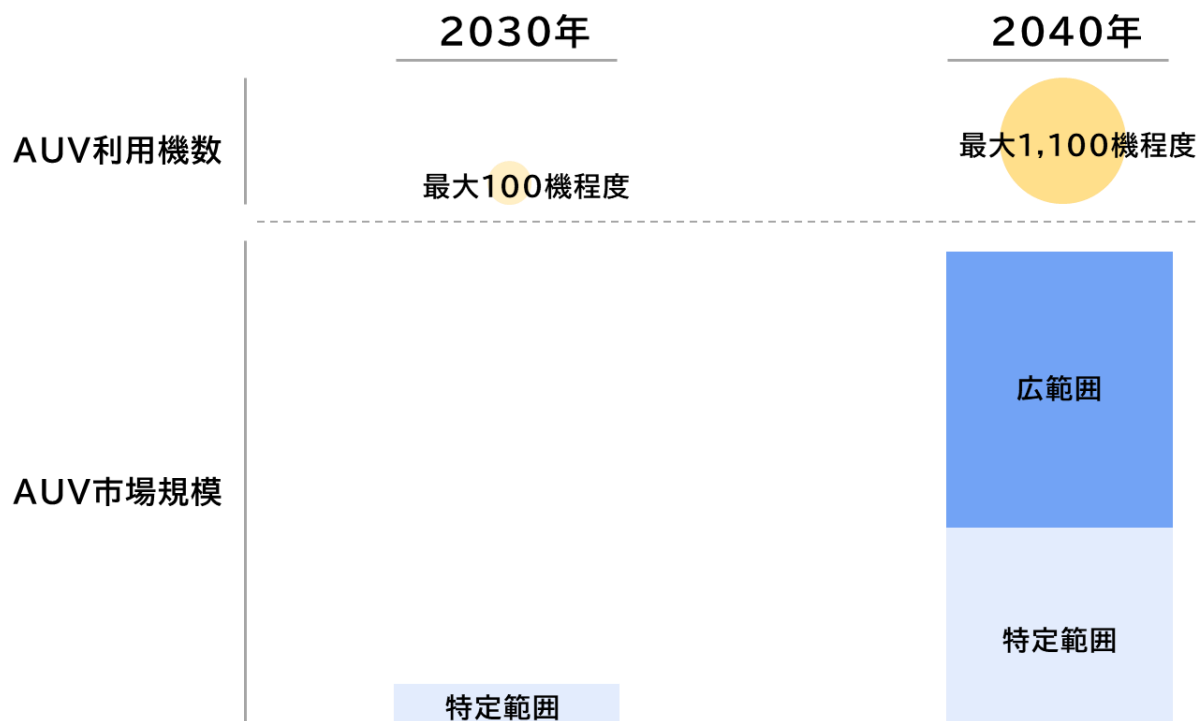 2030年
2040年
AUV利用機数
最大100機程度
最大1,100機程度
AUV市場規模
広範囲
特定範囲
特定範囲